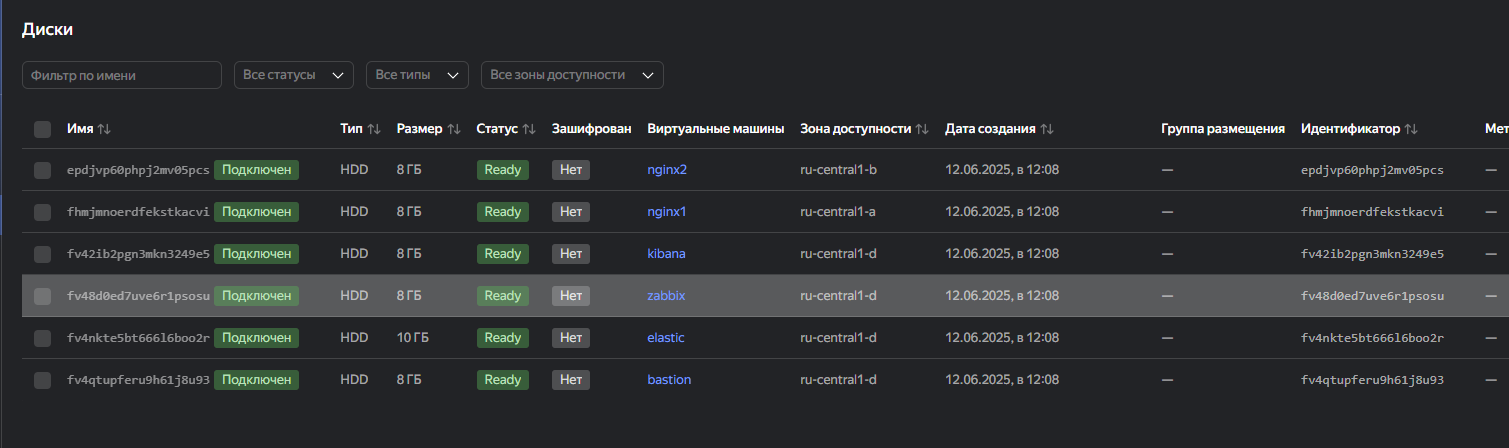 Диски
Фильтр по имени Все статусы Все типы Все зоны доступности
Имя Тип Размер Статус Зашифрован Виртуальные машины Зона доступности Дата создания Группа размещения Идентификатор Мет
epdjvp60phpj2mv05pcs Подключен HDD 8 ГБ Ready Нет nginx2 ru-central1-b 12.06.2025, в 12:08 — epdjvp60phpj2mv05pcs —
fhmjmnoerdfekstkacvi Подключен HDD 8 ГБ Ready Нет nginx1 ru-central1-a 12.06.2025, в 12:08 — fhmjmnoerdfekstkacvi —
fv42ib2pgn3mkn3249e5 Подключен HDD 8 ГБ Ready Нет kibana ru-central1-d 12.06.2025, в 12:08 — fv42ib2pgn3mkn3249e5 —
fv48d0ed7uve6r1psosu Подключен HDD 8 ГБ Ready Нет zabbix ru-central1-d 12.06.2025, в 12:08 — fv48d0ed7uve6r1psosu —
fv4nkte5bt666l6boo2r Подключен HDD 10 ГБ Ready Нет elastic ru-central1-d 12.06.2025, в 12:08 — fv4nkte5bt666l6boo2r —
fv4qtupferu9h61j8u93 Подключен HDD 8 ГБ Ready Нет bastion ru-central1-d 12.06.2025, в 12:08 — fv4qtupferu9h61j8u93 —